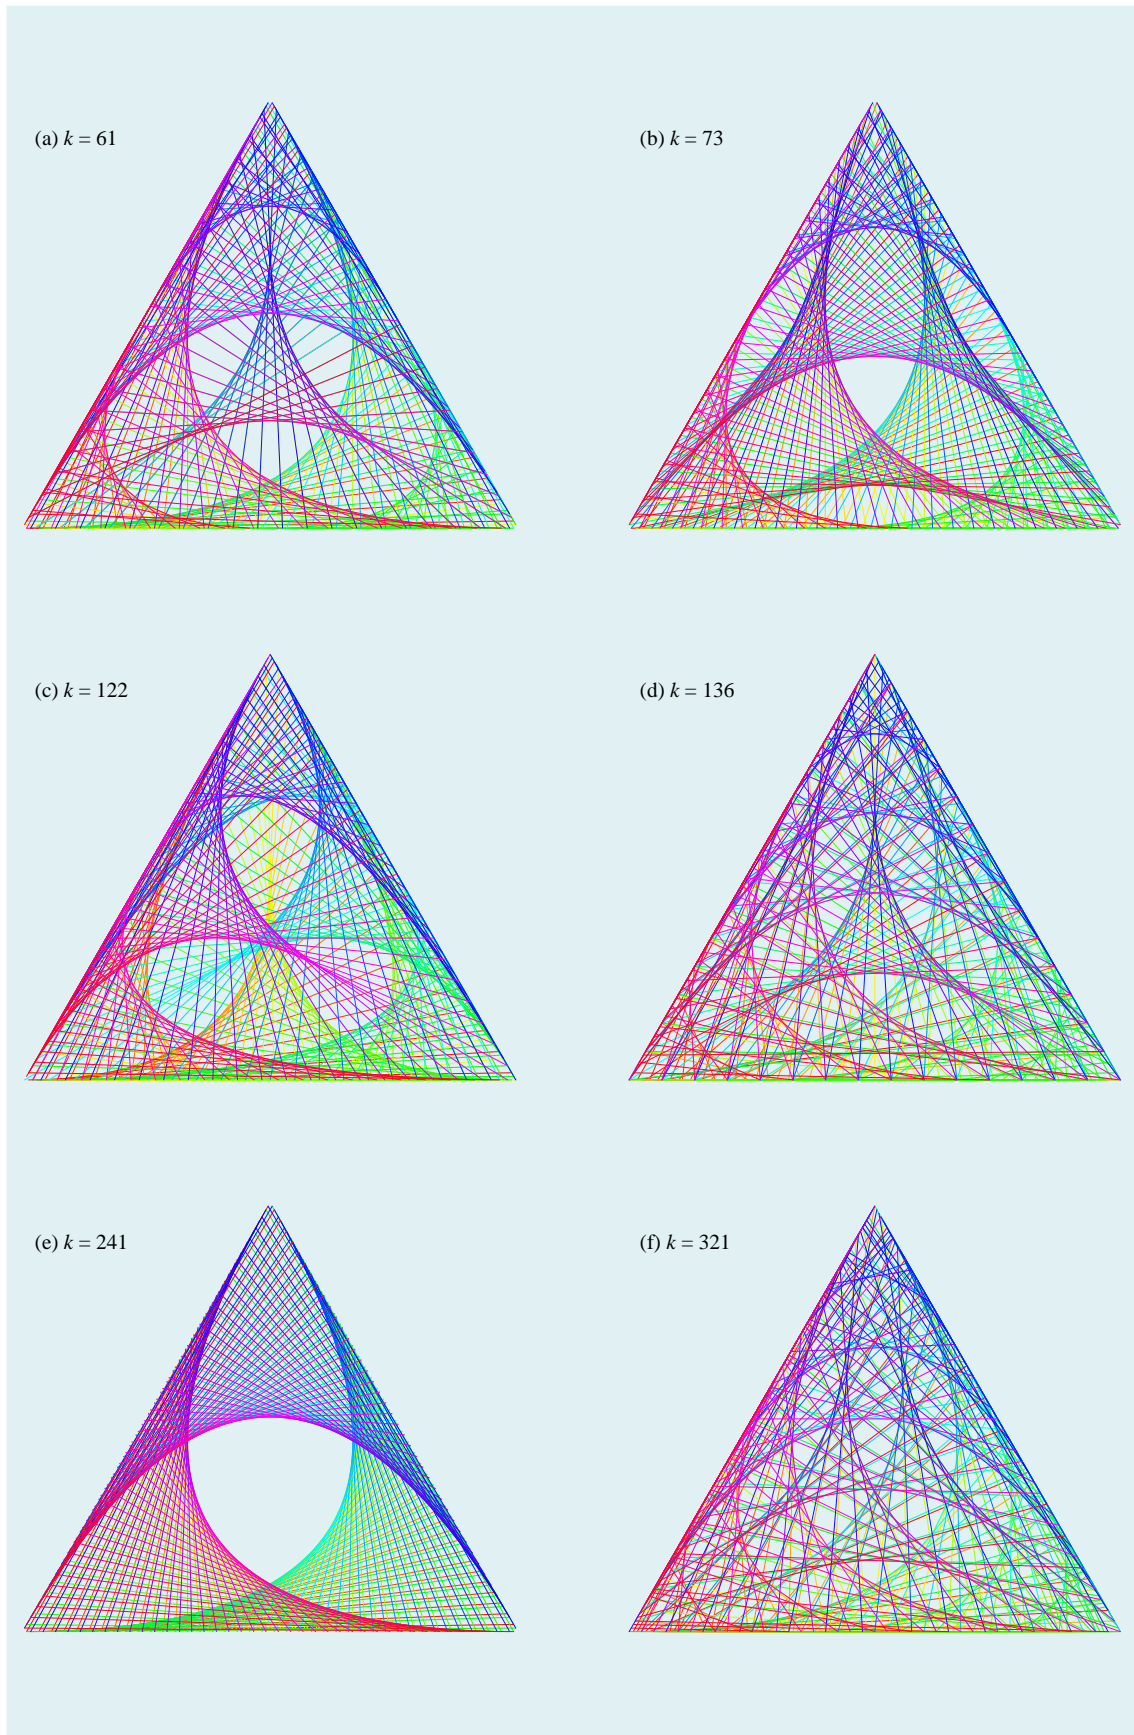 (a) k = 61
(b) k = 73
(c) k = 122
(d) k = 136
(e) k = 241
(f) k = 321